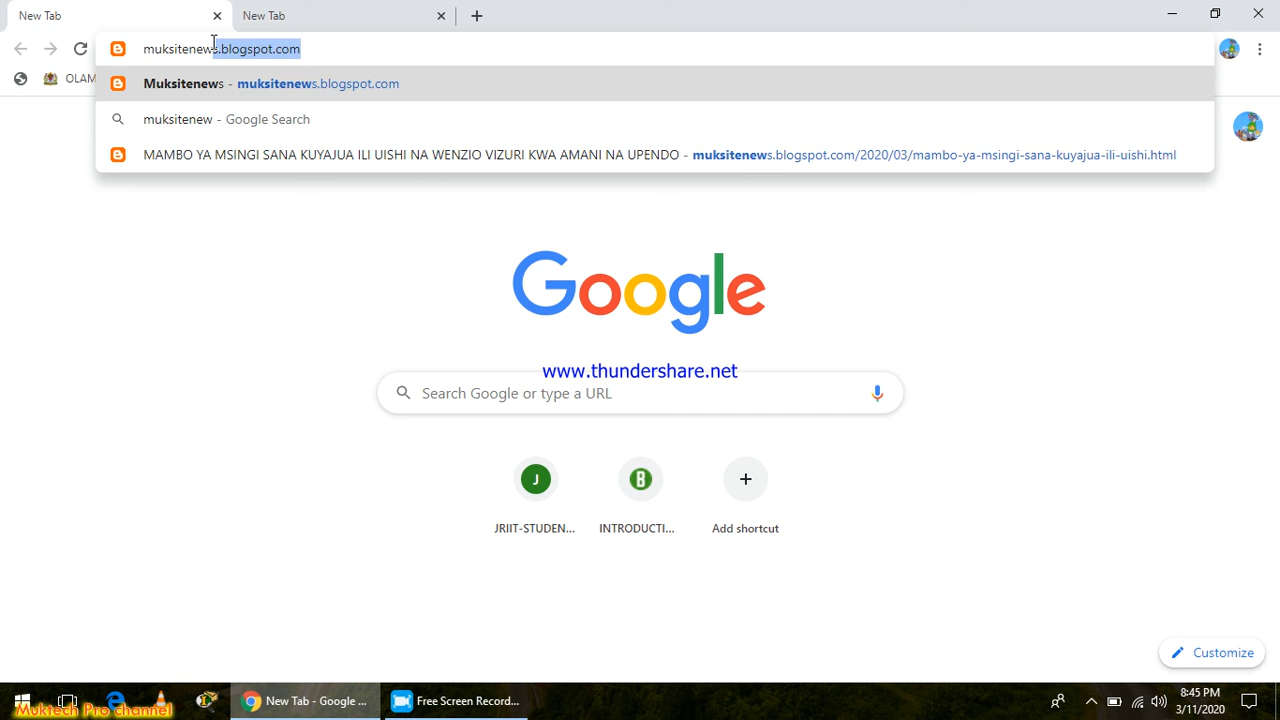 New Tab
New Tab
muksitenews.blogspot.com
OLAM
Muksitenews - muksitenews.blogspot.com
muksitenew - Google Search
MAMBO YA MSINGI SANA KUYAJUA ILI UISHI NA WENZIO VIZURI KWA AMANI NA UPENDO - muksitenews.blogspot.com/2020/03/mambo-ya-msingi-sana-kuyajua-ili-uishi.html
Google
www.thundershare.net
Search Google or type a URL
J
B
JRIIT-STUDEN...
INTRODUCTI...
Add shortcut
Customize
New Tab - Google ...
Free Screen Record...
8:45 PM
3/11/2020
Muktech Pro channel